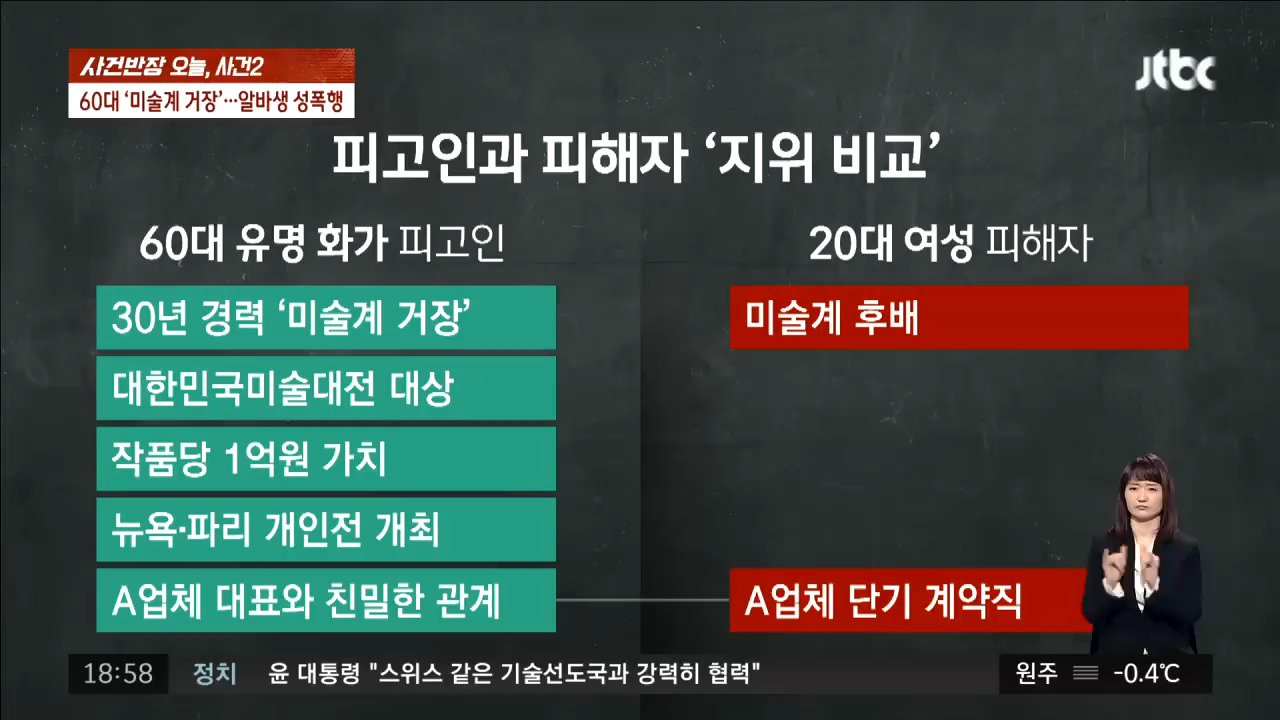 사건반장 오늘, 사건2
60대 ‘미술계 거장’…알바생 성폭행
jtbc
피고인과 피해자 ‘지위 비교’
60대 유명 화가 피고인
20대 여성 피해자
30년 경력 ‘미술계 거장’
미술계 후배
대한민국미술대전 대상
작품당 1억원 가치
뉴욕·파리 개인전 개최
A업체 대표와 친밀한 관계
A업체 단기 계약직
18:58 정치 윤 대통령 "스위스 같은 기술선도국과 강력히 협력" 원주 -0.4℃